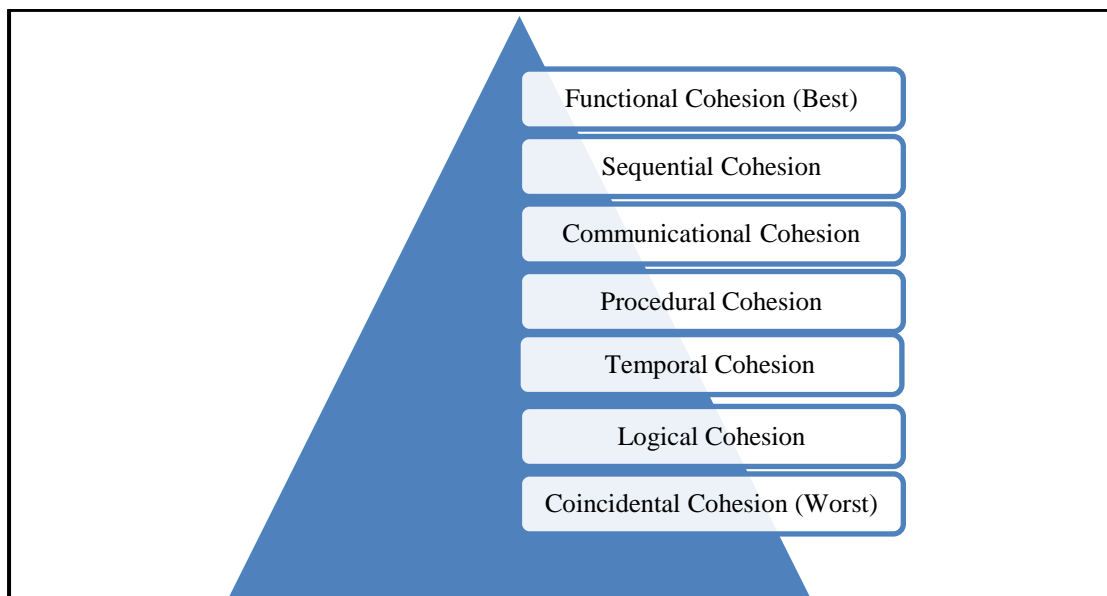 Functional Cohesion (Best)
Sequential Cohesion
Communicational Cohesion
Procedural Cohesion
Temporal Cohesion
Logical Cohesion
Coincidental Cohesion (Worst)